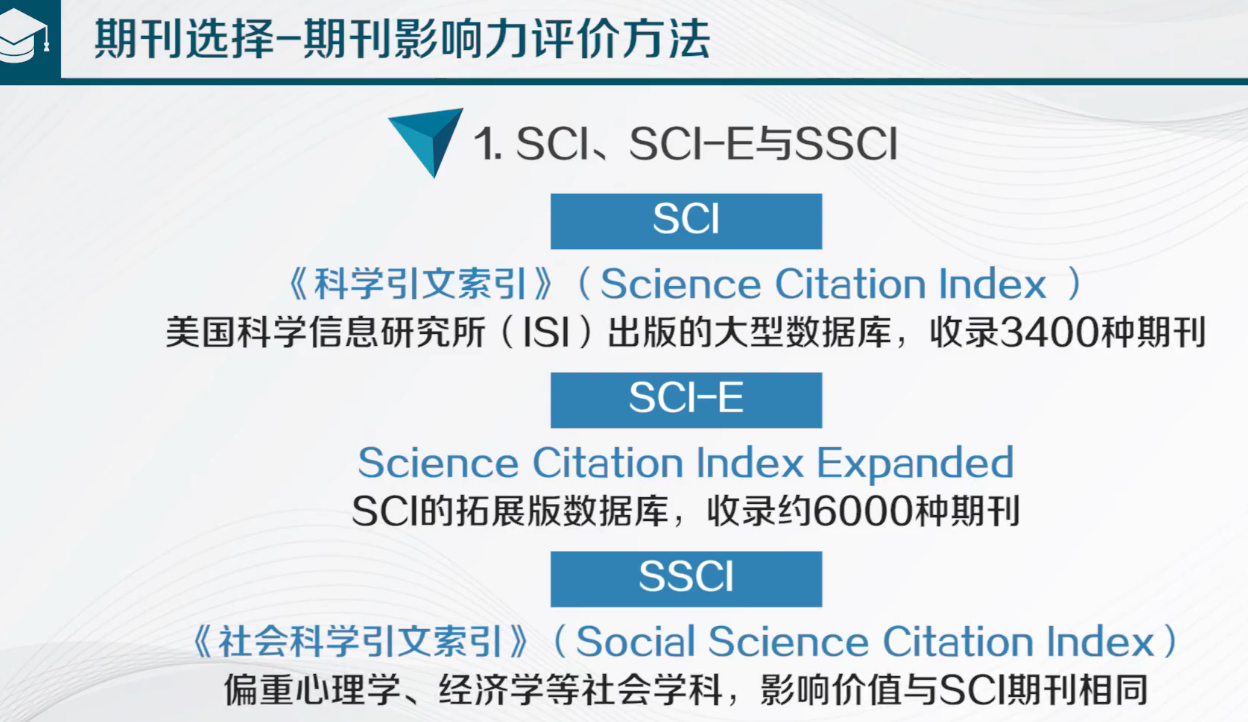 期刊选择-期刊影响力评价方法
1. SCI、SCI-E与SSCI
SCI
《科学引文索引》（Science Citation Index ）
美国科学信息研究所（ISI）出版的大型数据库，收录3400种期刊
SCI-E
Science Citation Index Expanded
SCI的拓展版数据库，收录约6000种期刊
SSCI
《社会科学引文索引》（Social Science Citation Index）
偏重心理学、经济学等社会学科，影响价值与SCI期刊相同